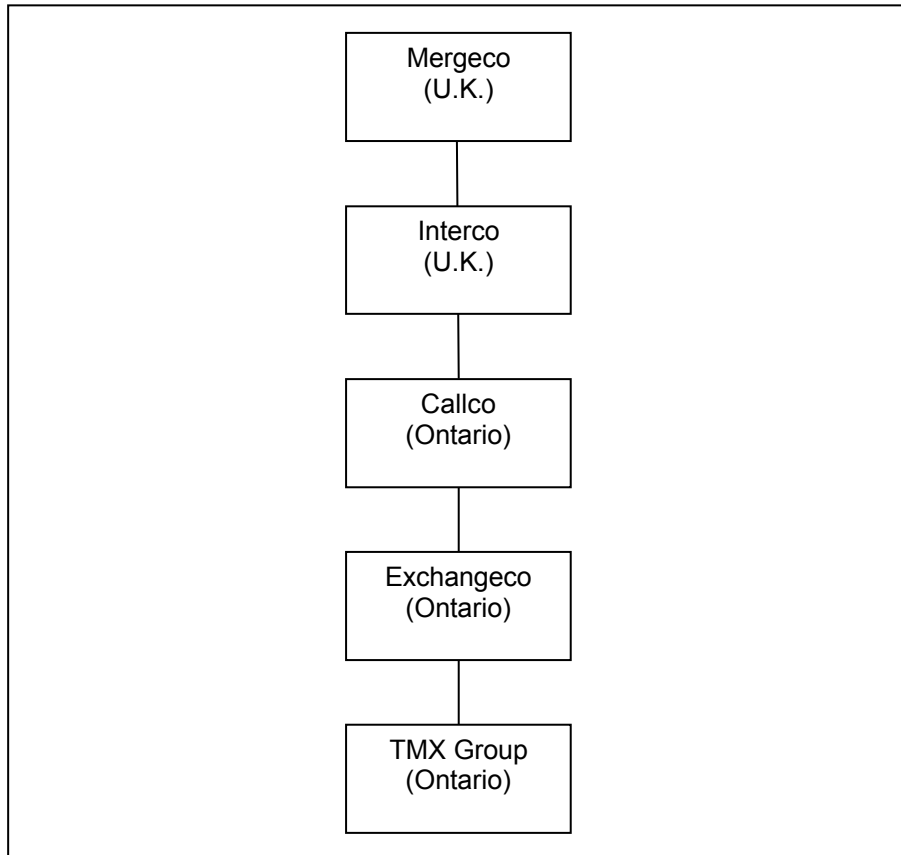 Mergeco
(U.K.)
Interco
(U.K.)
Callco
(Ontario)
Exchangeco
(Ontario)
TMX Group
(Ontario)